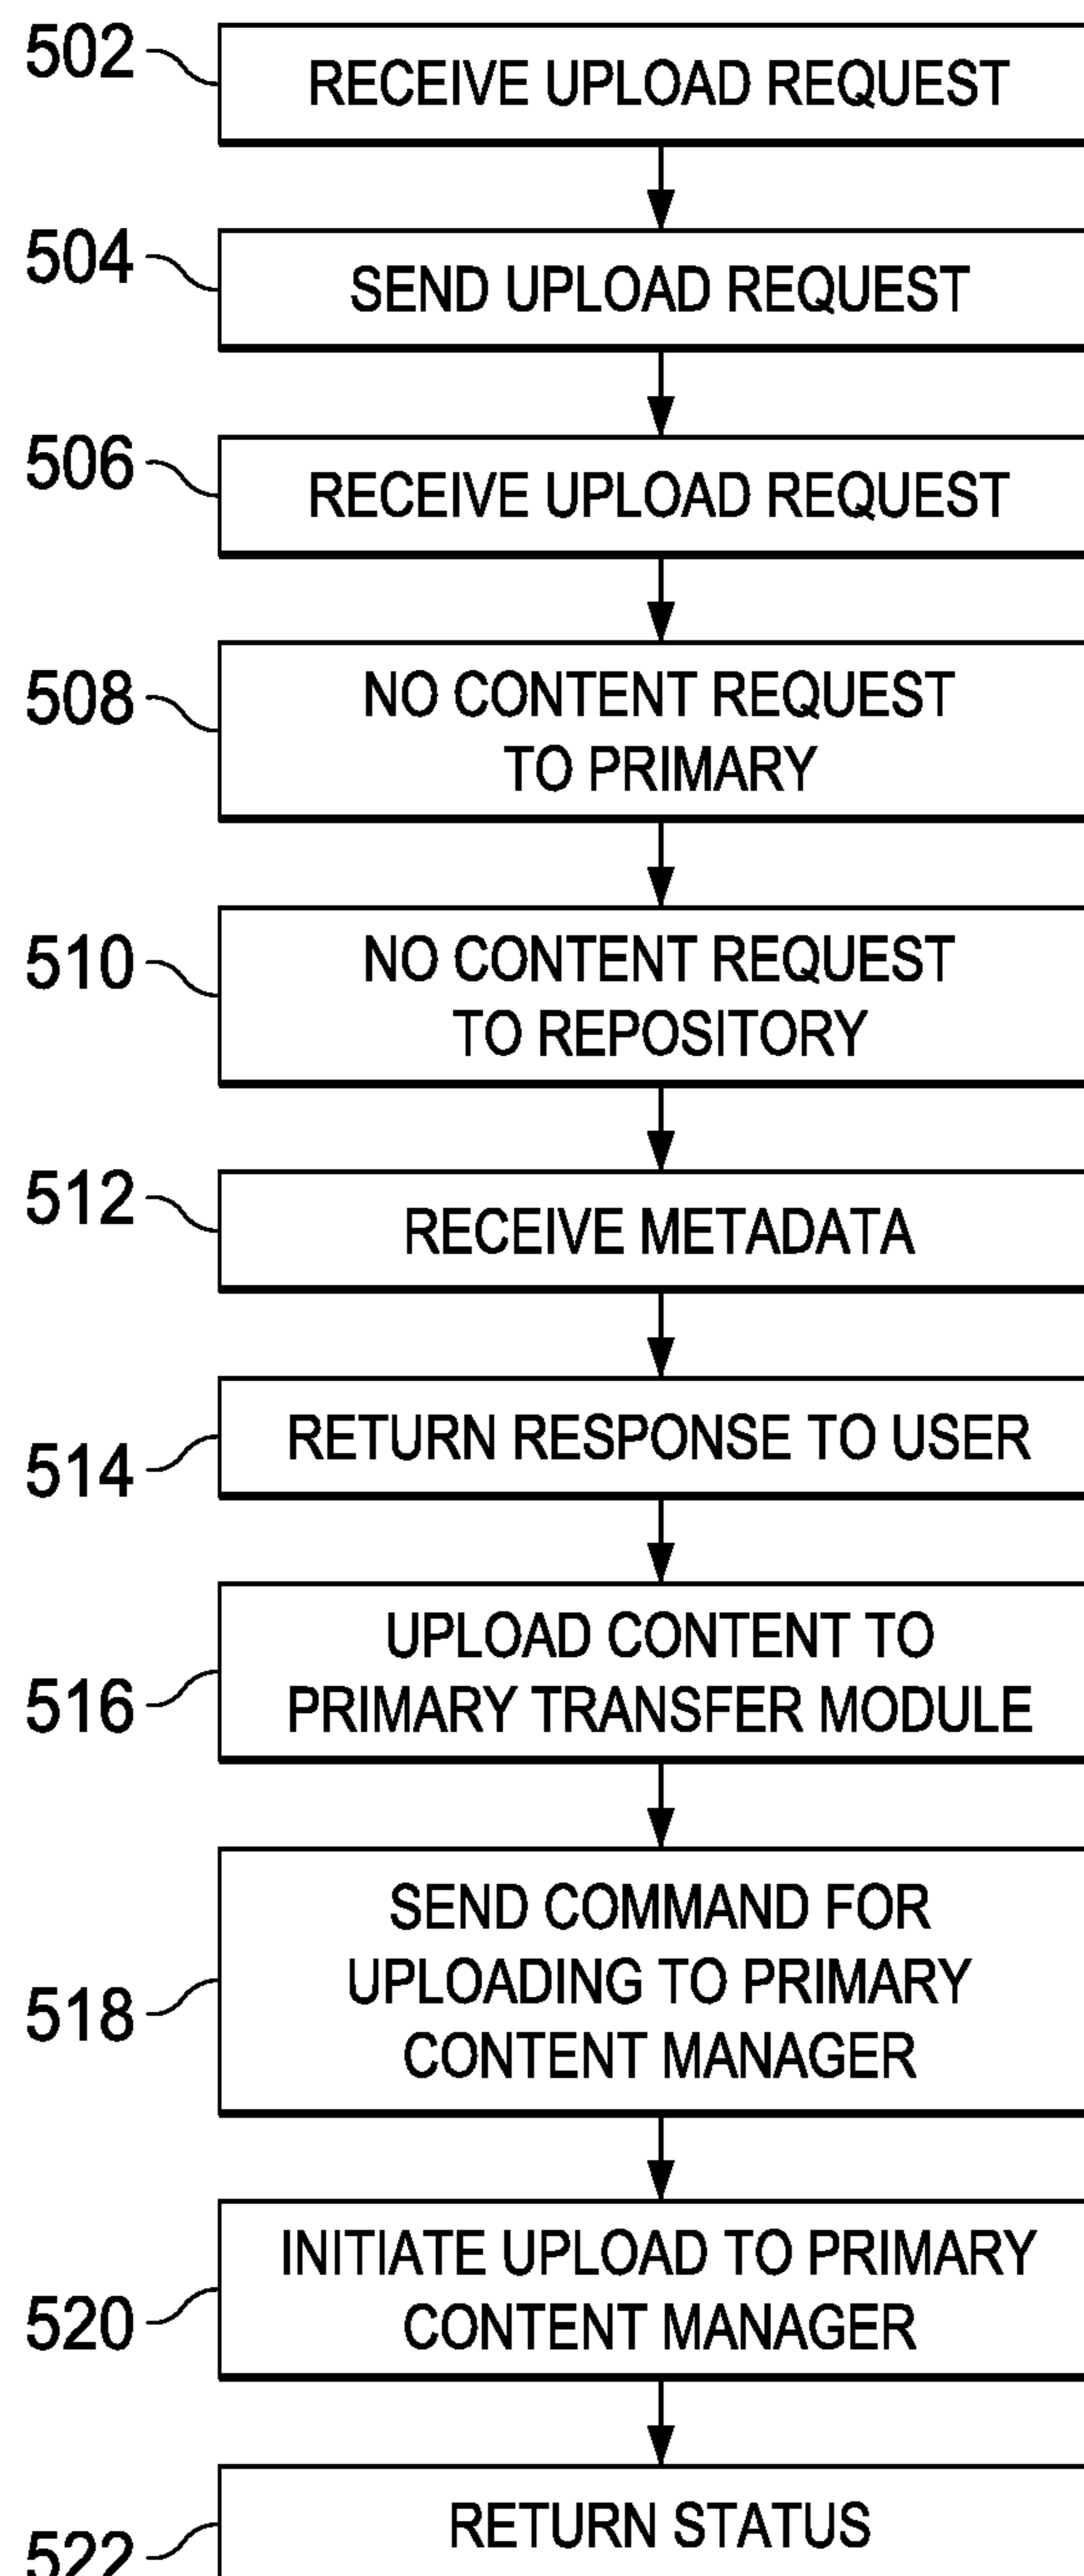 502
RECEIVE UPLOAD REQUEST
504
SEND UPLOAD REQUEST
506
RECEIVE UPLOAD REQUEST
508
NO CONTENT REQUEST
TO PRIMARY
510
NO CONTENT REQUEST
TO REPOSITORY
512
RECEIVE METADATA
514
RETURN RESPONSE TO USER
516
UPLOAD CONTENT TO
PRIMARY TRANSFER MODULE
518
SEND COMMAND FOR
UPLOADING TO PRIMARY
CONTENT MANAGER
520
INITIATE UPLOAD TO PRIMARY
CONTENT MANAGER
522
RETURN STATUS